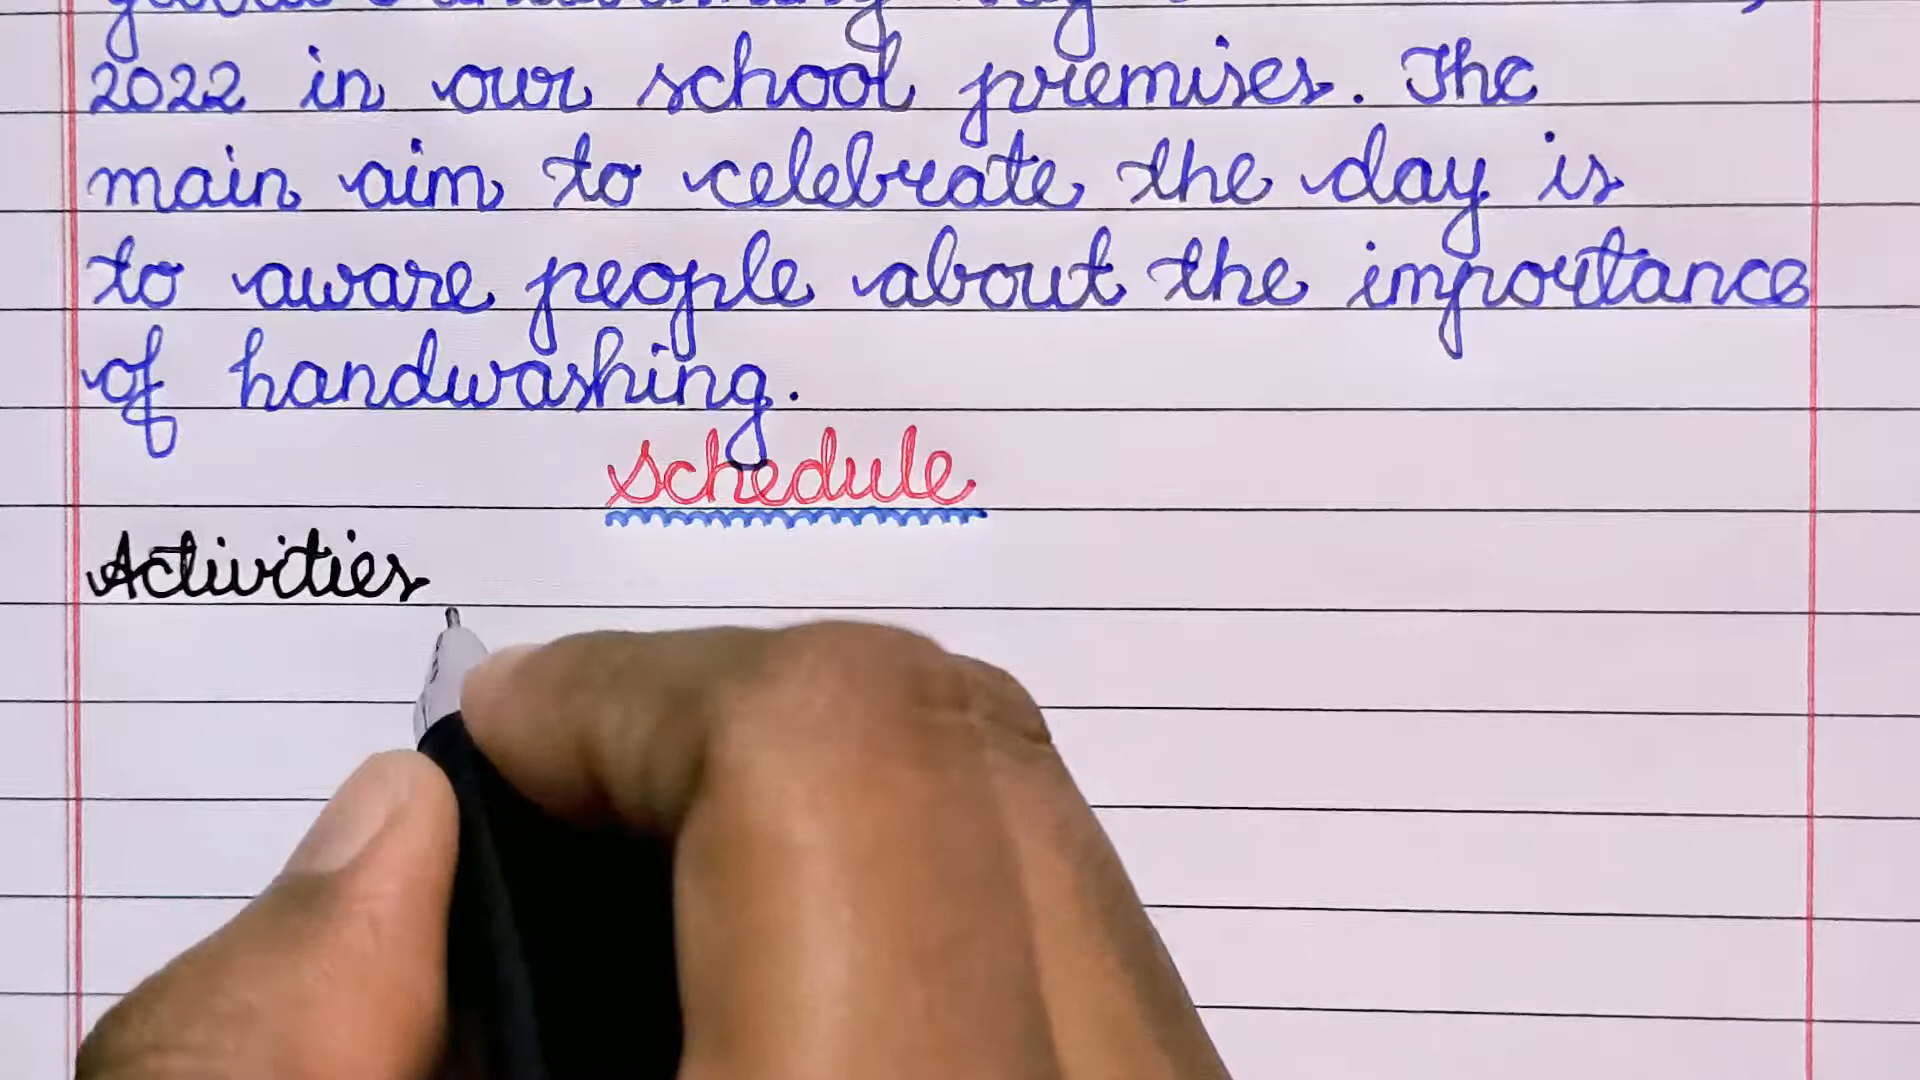 2022 in our school premises. The
main aim to celebrate the day is
to aware people about the importance
of handwashing.
schedule
Activities